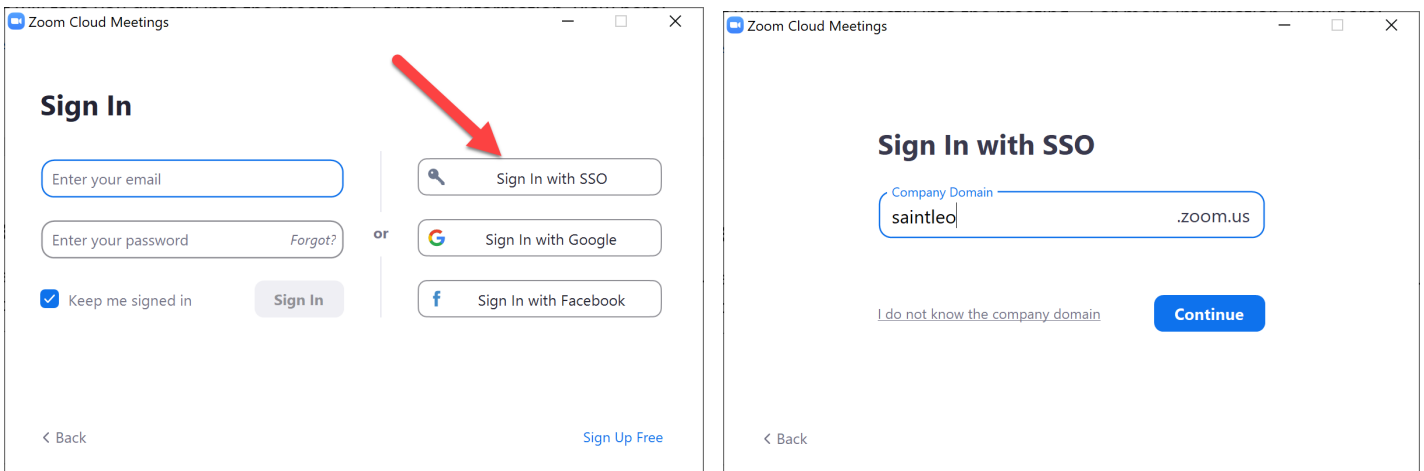 Zoom Cloud Meetings
Sign In
Enter your email
Enter your password Forgot?
Keep me signed in Sign In
or
Sign In with SSO
Sign In with Google
Sign In with Facebook
Back
Sign Up Free
Zoom Cloud Meetings
Sign In with SSO
Company Domain
saintleo .zoom.us
I do not know the company domain Continue
Back